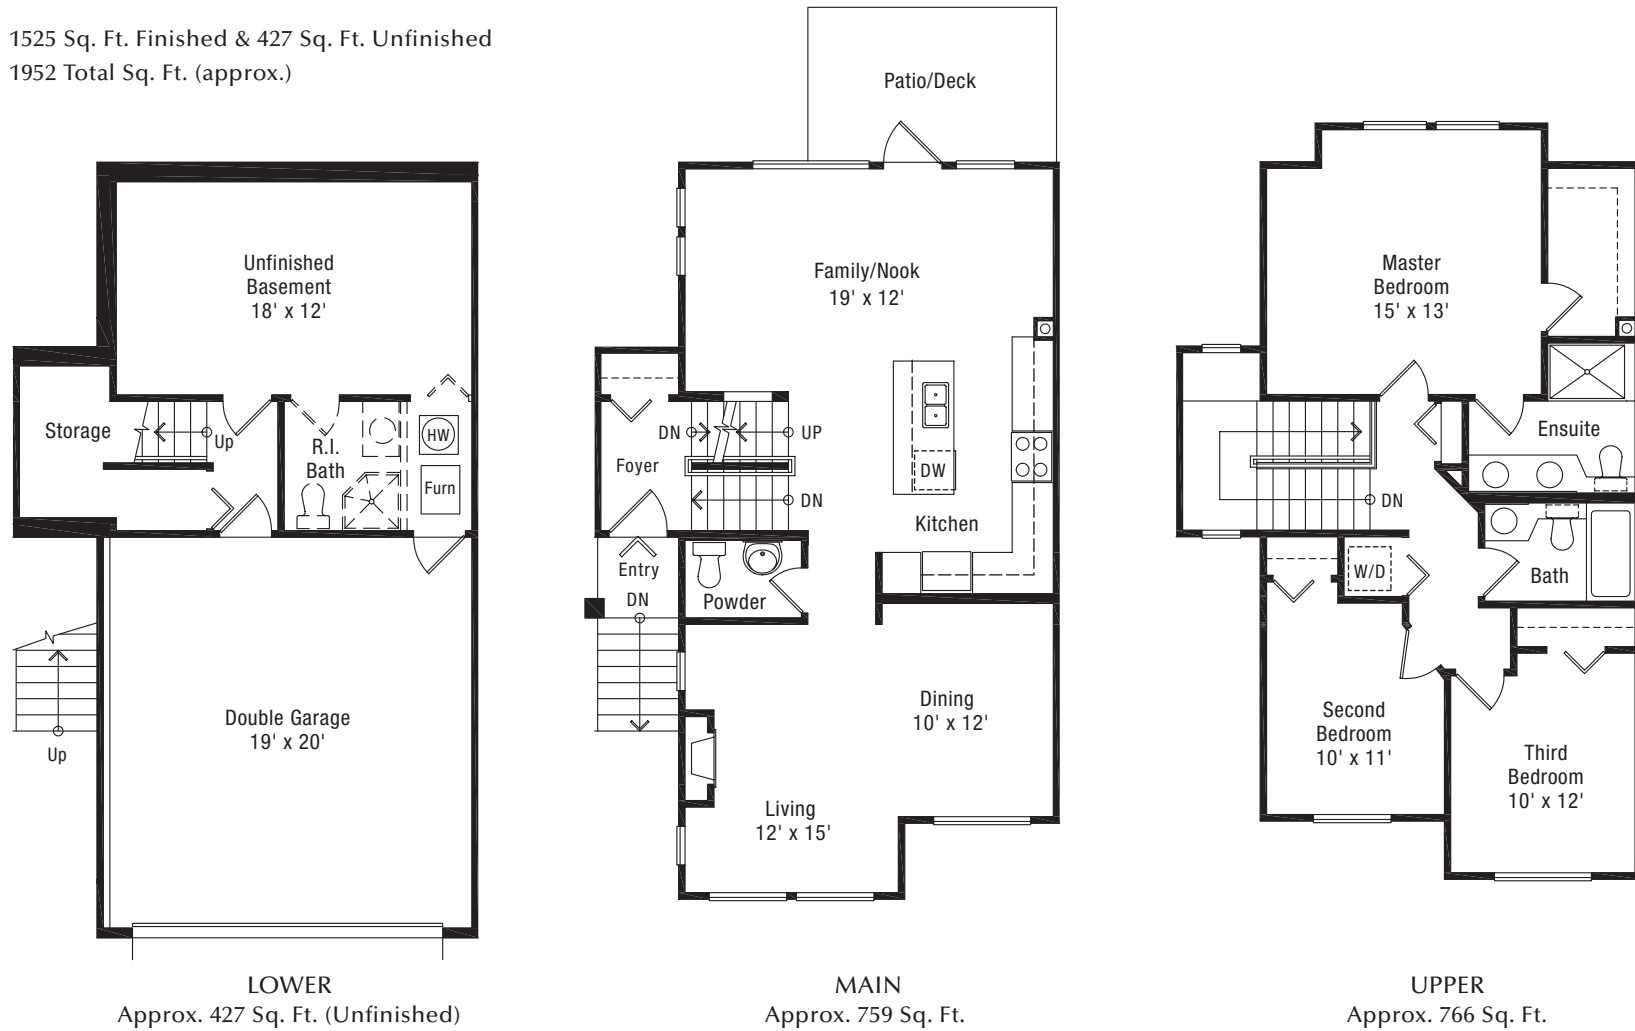 1525 Sq. Ft. Finished & 427 Sq. Ft. Unfinished
1952 Total Sq. Ft. (approx.)
Unfinished
Basement
18' x 12'
Storage
Up
R.I.
Bath
HW
Furn
Double Garage
19' x 20'
Up
LOWER
Approx. 427 Sq. Ft. (Unfinished)
Patio/Deck
Family/Nook
19' x 12'
DN
UP
Foyer
DW
DN
Kitchen
Entry
DN
Powder
Dining
10' x 12'
Living
12' x 15'
MAIN
Approx. 759 Sq. Ft.
Master
Bedroom
15' x 13'
Ensuite
DN
W/D
Bath
Second
Bedroom
10' x 11'
Third
Bedroom
10' x 12'
UPPER
Approx. 766 Sq. Ft.